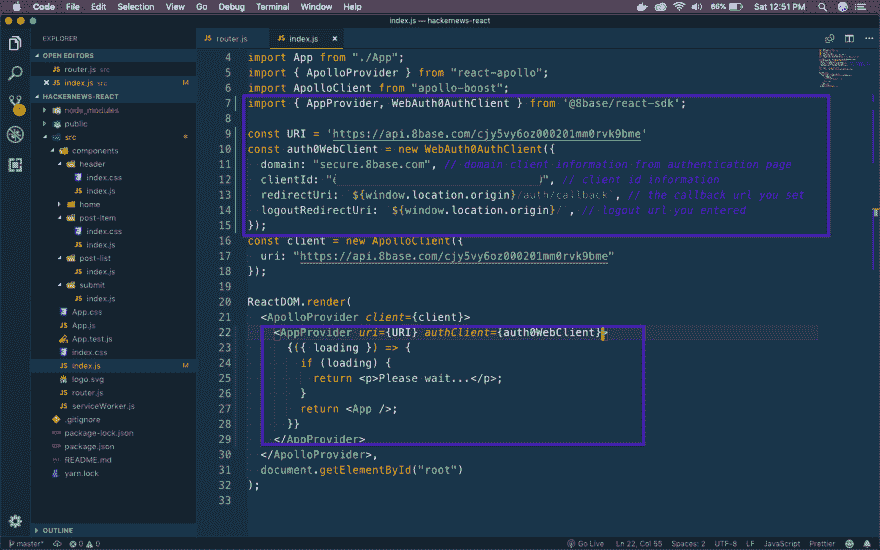 Code File Edit Selection View Go Debug Terminal Window Help 66% Sat 12:51 PM
index.js — hackernews-react
EXPLORER
OPEN EDITORS
router.js src
index.js src M
HACKERNEWS-REACT
node_modules
public
src
components
header
index.css
index.js
home
post-item
index.css
index.js
post-list
index.js
submit
index.js
App.css
App.js
App.test.js
index.css
index.js M
logo.svg
router.js
serviceWorker.js
.gitignore
package-lock.json
package.json
README.md
yarn.lock
OUTLINE
router.js index.js
4 import App from "./App";
5 import { ApolloProvider } from "react-apollo";
6 import ApolloClient from "apollo-boost";
7 import { AppProvider, WebAuth0AuthClient } from '@8base/react-sdk';
8
9 const URI = 'https://api.8base.com/cjy5vy6oz000201mm0rvk9bme'
10 const auth0WebClient = new WebAuth0AuthClient({
11 domain: "secure.8base.com", // domain client information from authentication page
12 clientId: "{ }", // client id information
13 redirectUri: `${window.location.origin}/auth/callback`, // the callback url you set
14 logoutRedirectUri: `${window.location.origin}/`, // logout url you entered
15 });
16 const client = new ApolloClient({
17 uri: "https://api.8base.com/cjy5vy6oz000201mm0rvk9bme"
18 });
19
20 ReactDOM.render(
21 <ApolloProvider client={client}>
22 <AppProvider uri={URI} authClient={auth0WebClient}>
23 {({ loading }) => {
24 if (loading) {
25 return <p>Please wait...</p>;
26 }
27 return <App />;
28 }}
29 </AppProvider>
30 </ApolloProvider>,
31 document.getElementById("root")
32 );
33
master* 0 0 Go Live Ln 22, Col 55 Spaces: 2 UTF-8 LF JavaScript Prettier